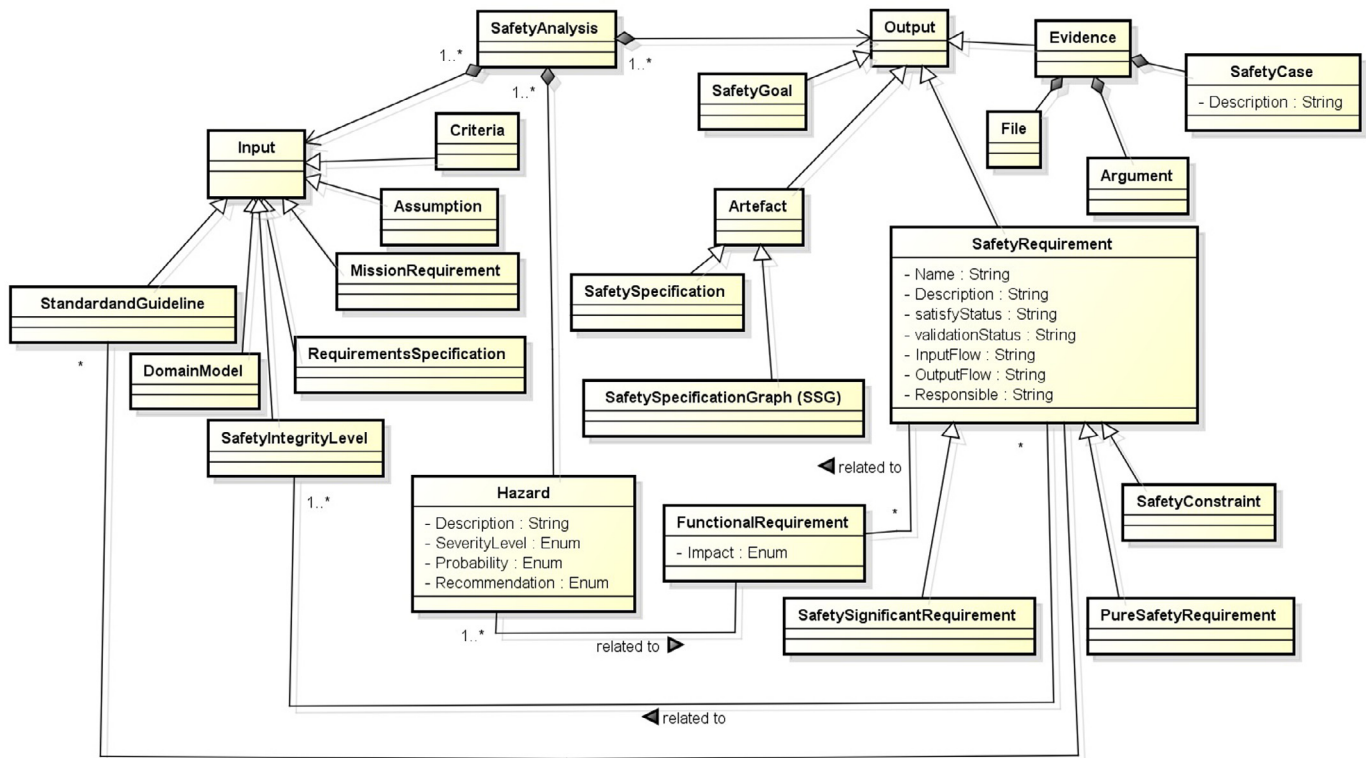 SafetyAnalysis
Output
Evidence
SafetyCase
- Description : String
1..*
1..*
1..*
SafetyGoal
File
Argument
Input
Criteria
Assumption
Artefact
MissionRequirement
SafetyRequirement
- Name : String
- Description : String
- satisfyStatus : String
- validationStatus : String
- InputFlow : String
- OutputFlow : String
- Responsible : String
StandardandGuideline
*
SafetySpecification
DomainModel
RequirementsSpecification
SafetySpecificationGraph (SSG)
SafetyIntegrityLevel
1..*
*
related to
Hazard
- Description : String
- SeverityLevel : Enum
- Probability : Enum
- Recommendation : Enum
1..*
FunctionalRequirement
- Impact : Enum
*
SafetyConstraint
SafetySignificantRequirement
PureSafetyRequirement
related to
related to